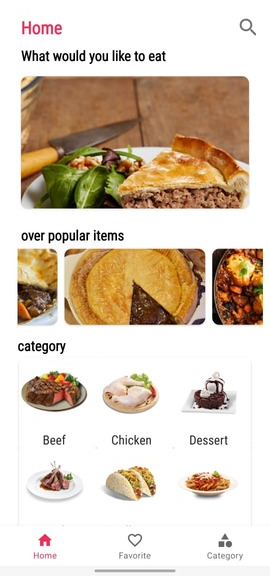 Home
What would you like to eat
over popular items
category
Beef Chicken Dessert
Home Favorite Category